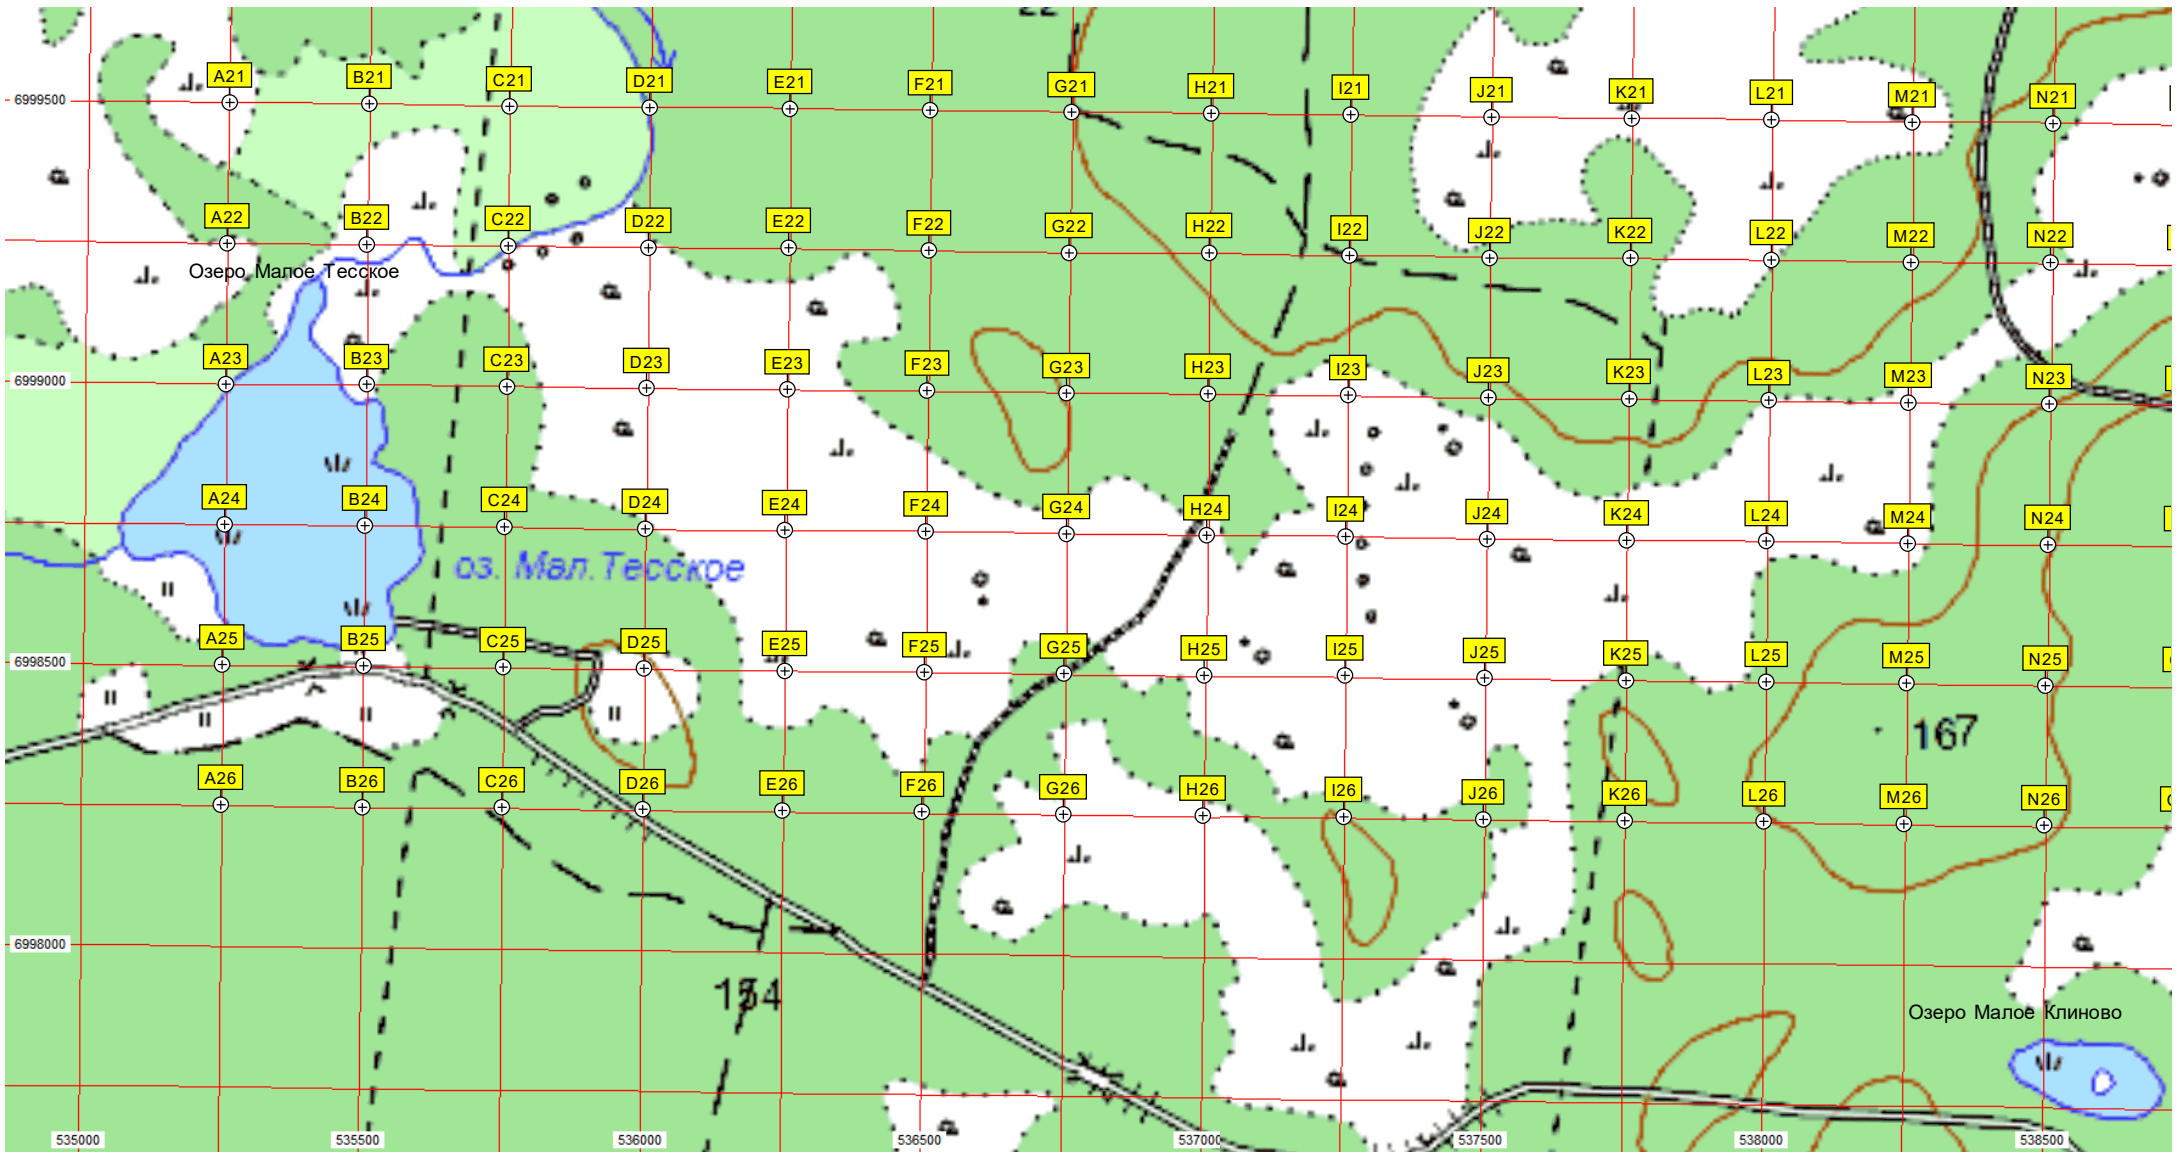 22
A21 B21 C21 D21 E21 F21 G21 H21 I21 J21 K21 L21 M21 N21
6999500
A22 B22 C22 D22 E22 F22 G22 H22 I22 J22 K22 L22 M22 N22
Озеро Малое Тесское
A23 B23 C23 D23 E23 F23 G23 H23 I23 J23 K23 L23 M23 N23
6999000
A24 B24 C24 D24 E24 F24 G24 H24 I24 J24 K24 L24 M24 N24
оз. Мал.Тесское
A25 B25 C25 D25 E25 F25 G25 H25 I25 J25 K25 L25 M25 N25
6998500
167
A26 B26 C26 D26 E26 F26 G26 H26 I26 J26 K26 L26 M26 N26
6998000
Озеро Малое Клиново
535000 535500 536000 536500 537000 537500 538000 538500